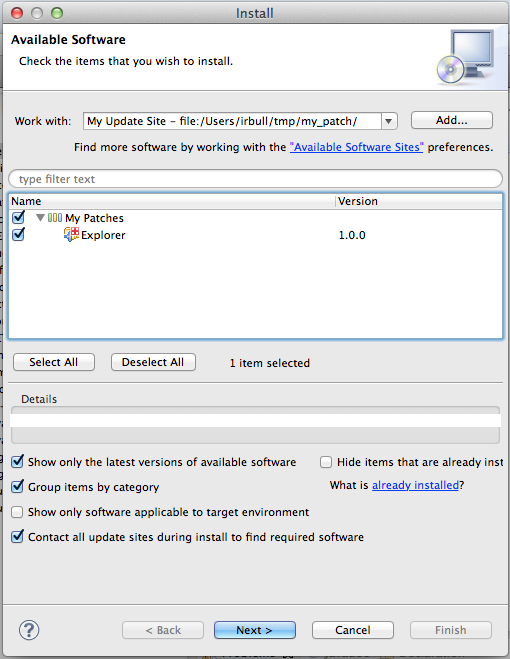 Install
Available Software
Check the items that you wish to install.
Work with: My Update Site – file:/Users/irbull/tmp/my_patch/ Add...
Find more software by working with the "Available Software Sites" preferences.
type filter text
Name Version
My Patches
Explorer 1.0.0
Select All Deselect All 1 item selected
Details
Show only the latest versions of available software Hide items that are already inst
Group items by category What is already installed?
Show only software applicable to target environment
Contact all update sites during install to find required software
? < Back Next > Cancel Finish